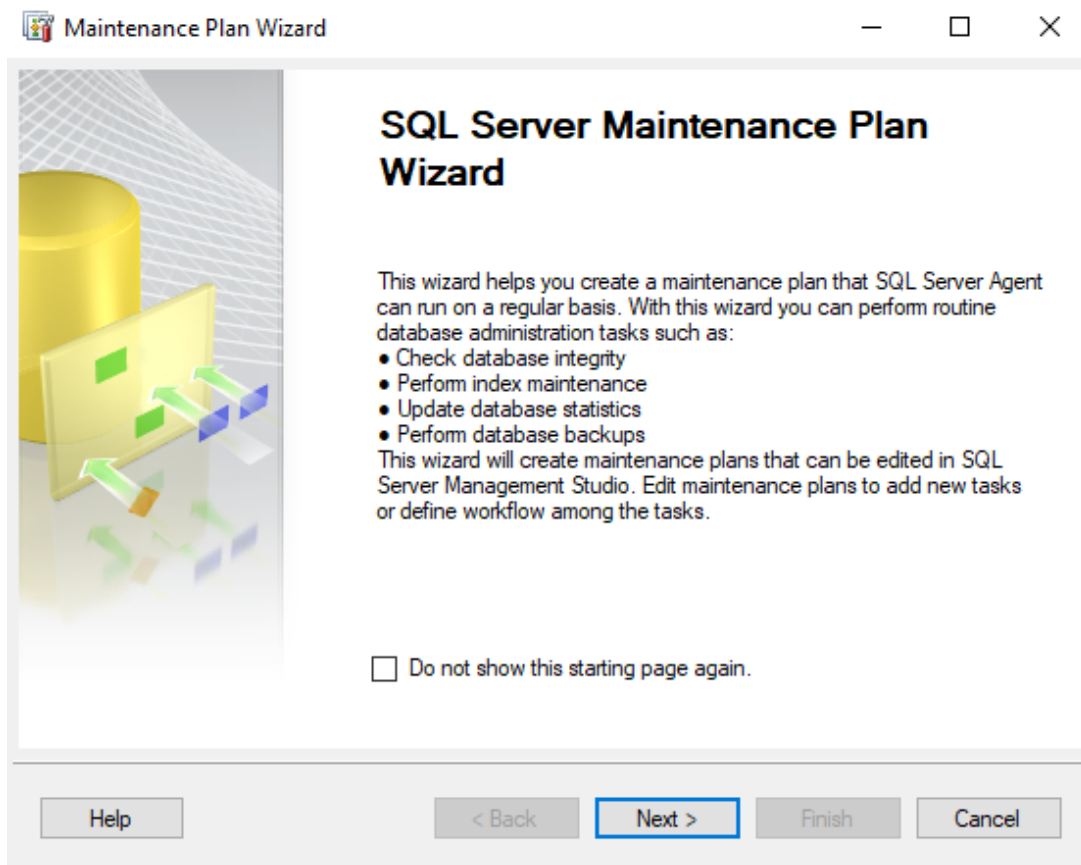 Maintenance Plan Wizard
SQL Server Maintenance Plan
Wizard
This wizard helps you create a maintenance plan that SQL Server Agent
can run on a regular basis. With this wizard you can perform routine
database administration tasks such as:
● Check database integrity
● Perform index maintenance
● Update database statistics
● Perform database backups
This wizard will create maintenance plans that can be edited in SQL
Server Management Studio. Edit maintenance plans to add new tasks
or define workflow among the tasks.
Do not show this starting page again.
Help < Back Next > Finish Cancel